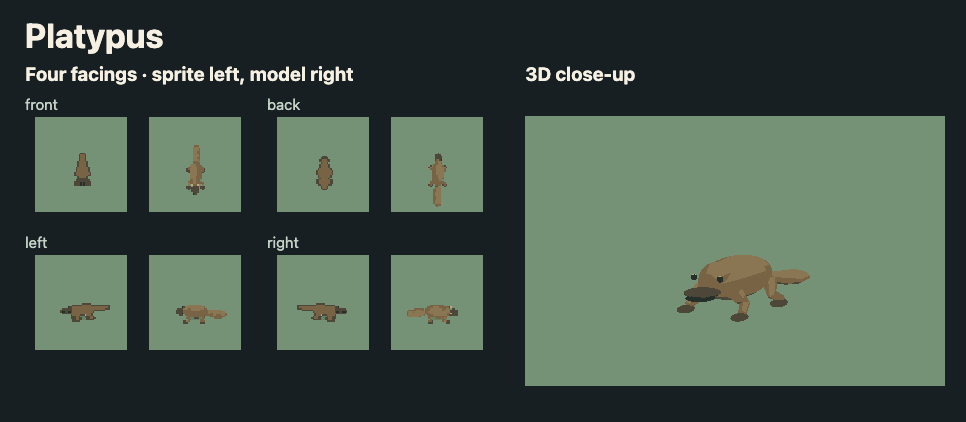 Platypus
Four facings · sprite left, model right
3D close-up
front
back
left
right